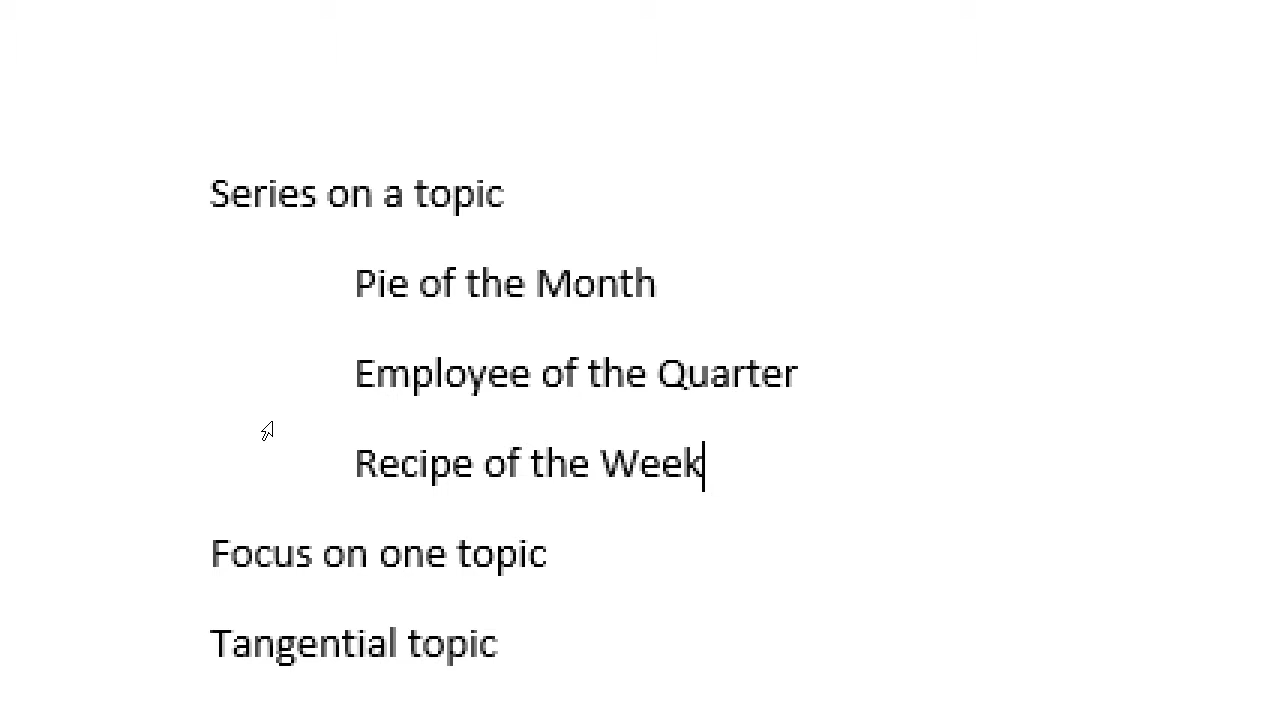 Series on a topic
Pie of the Month
Employee of the Quarter
Recipe of the Week
Focus on one topic
Tangential topic